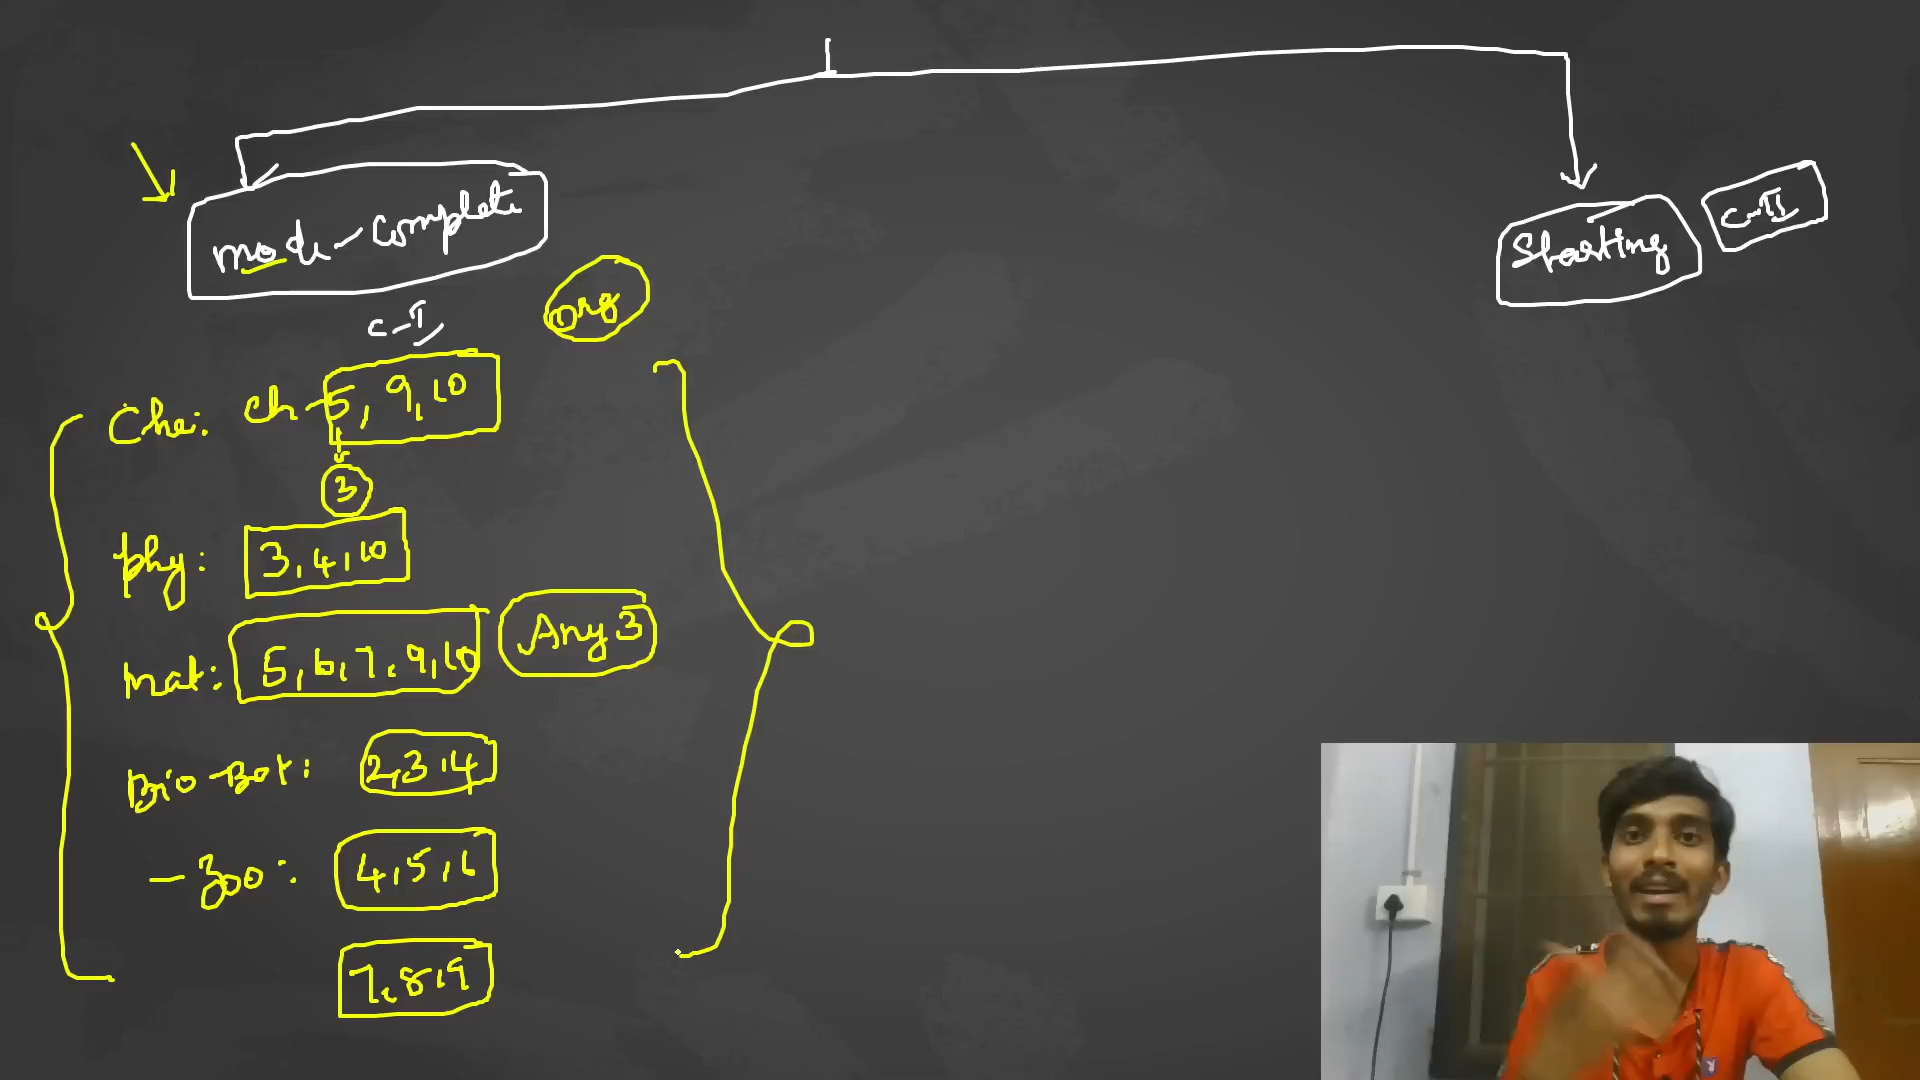 mode - complete
Starting
C-II
C-I
org
Che: ch-5, 9, 10
3
Phy: 3, 4, 10
Mat: 5, 6, 7, 9, 10
Any 3
Bio-Bot: 2, 3, 4
- Zoo: 4, 5, 6
7, 8, 9